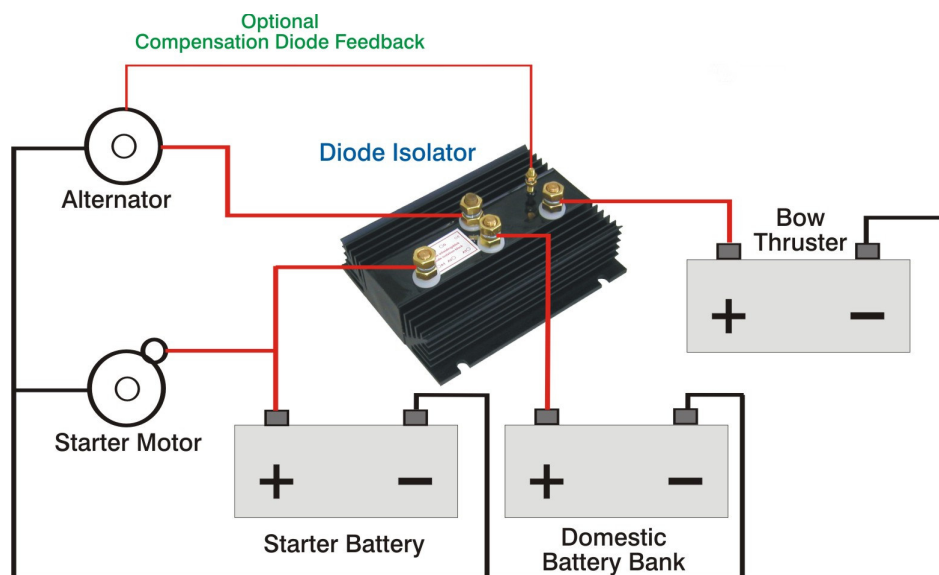 Optional
Compensation Diode Feedback
Diode Isolator
Alternator
Bow
Thruster
+ −
Starter Motor
+ −
+ −
Starter Battery
Domestic
Battery Bank